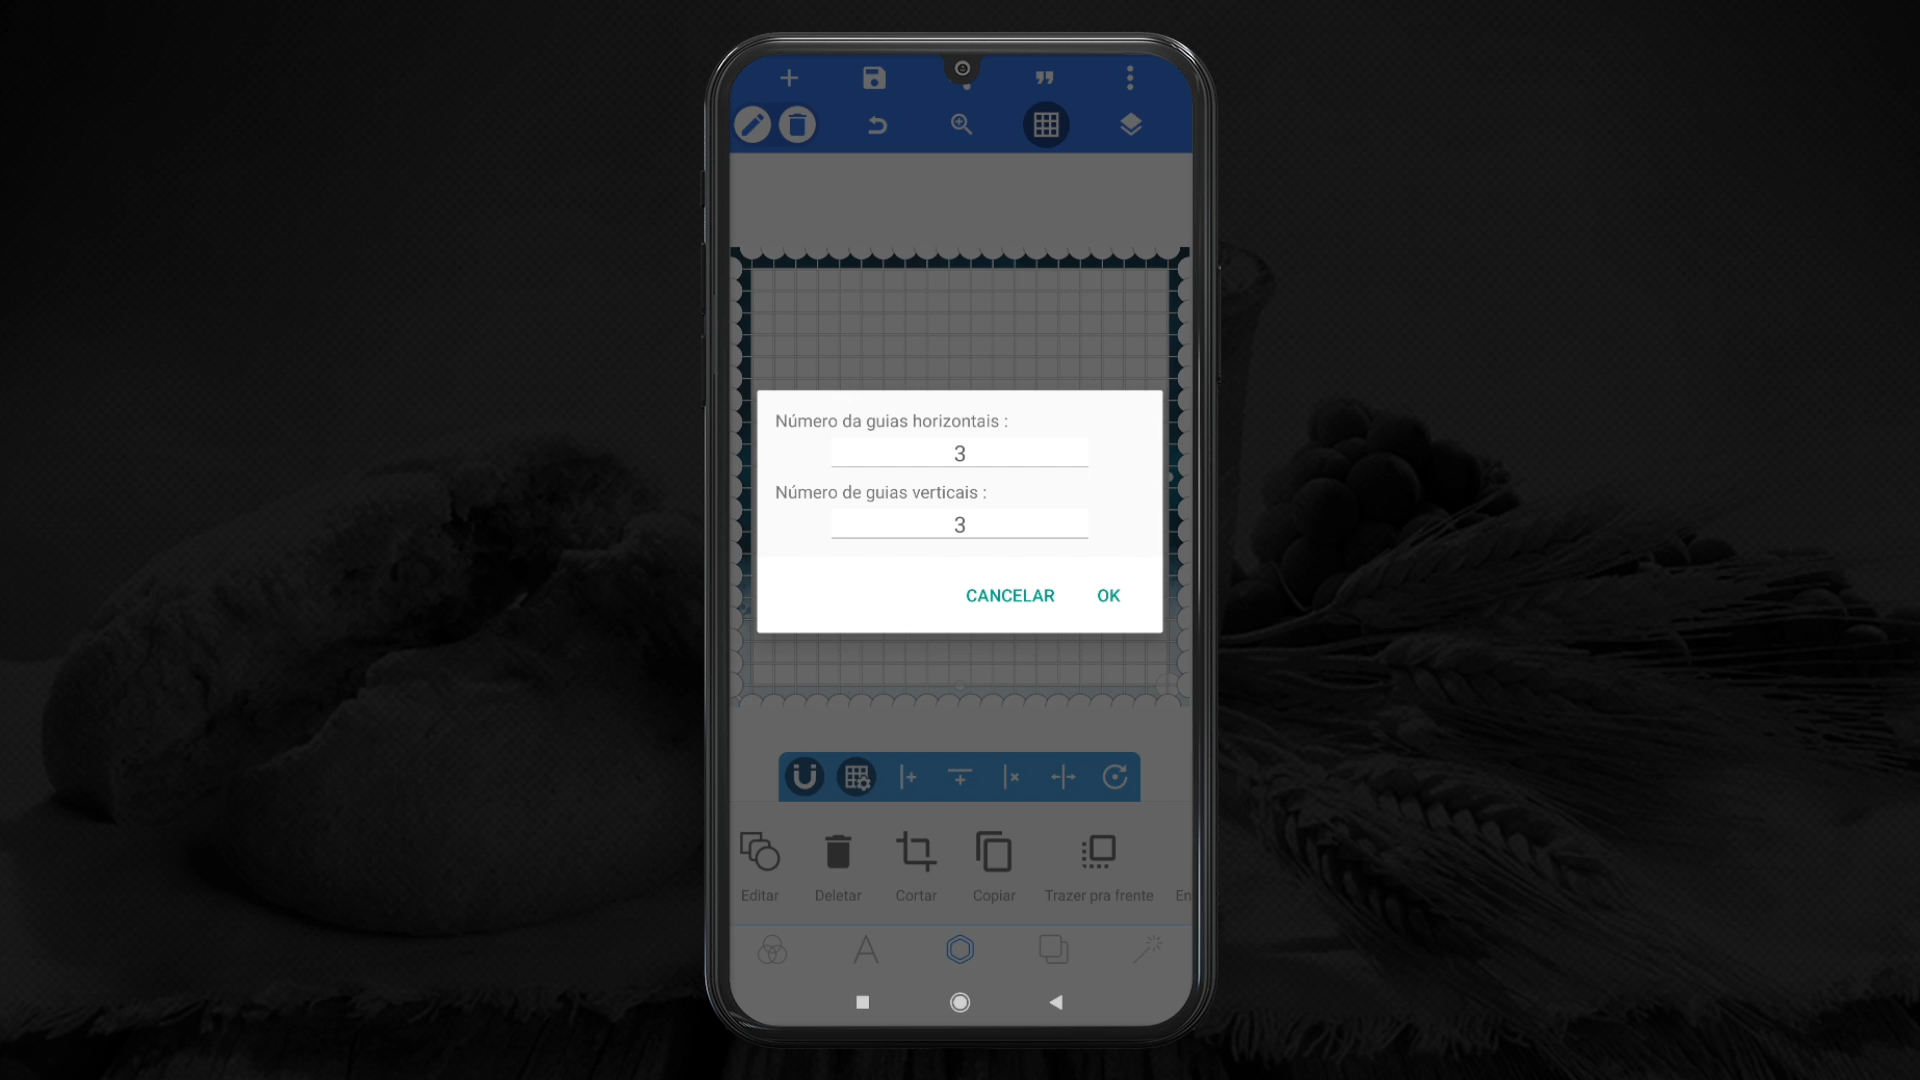 Número da guias horizontais :
3
Número de guias verticais :
3
CANCELAR OK
Editar Deletar Cortar Copiar Trazer pra frente En